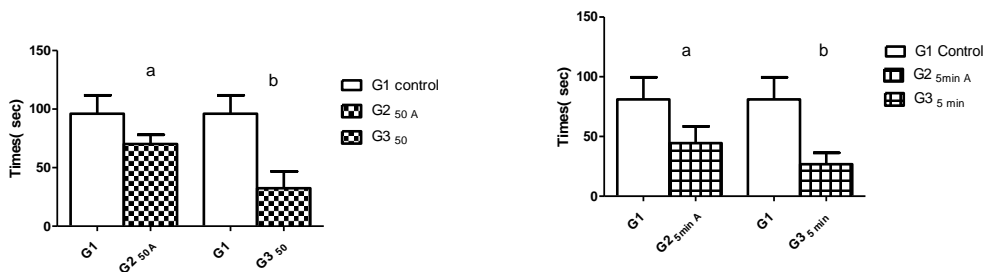 150
100
50
0
Times( sec)
a
b
G1
G2 50A
G1
G3 50
G1 control
G2 50 A
G3 50
150
100
50
0
Times( sec)
a
b
G1
G2 5min A
G1
G3 5 min
G1 Control
G2 5min A
G3 5 min